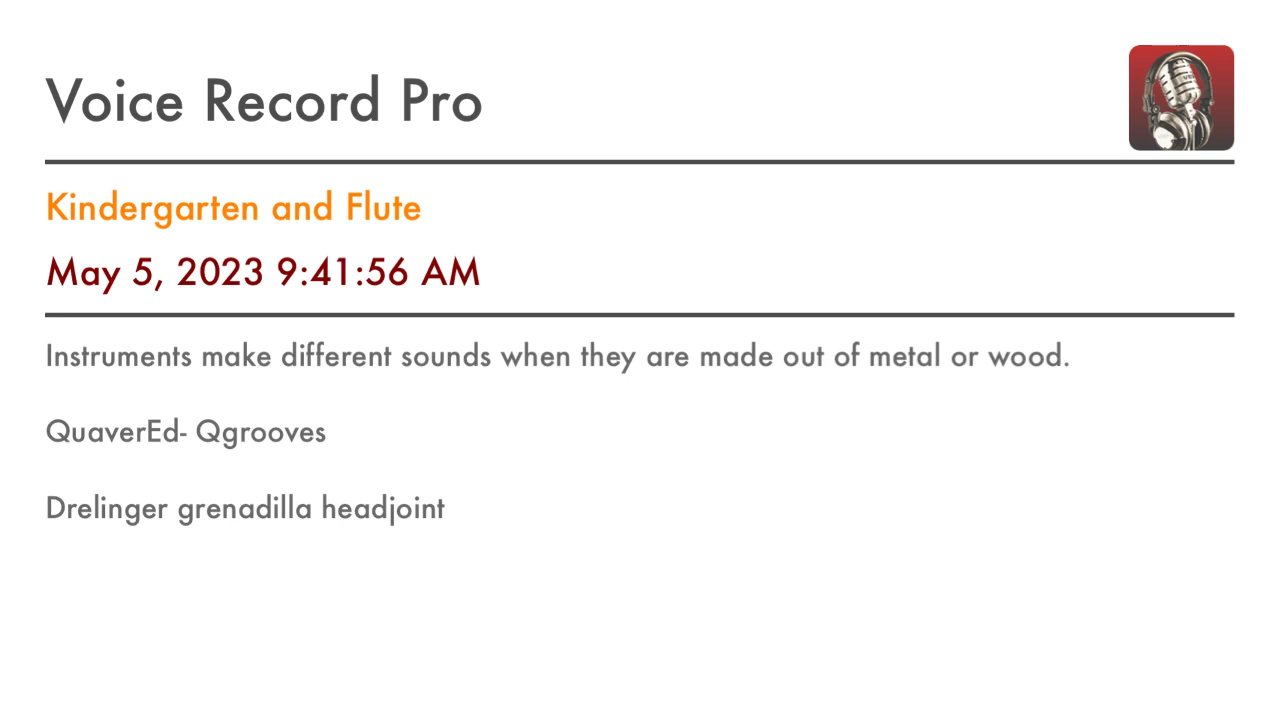 Voice Record Pro
Kindergarten and Flute
May 5, 2023 9:41:56 AM
Instruments make different sounds when they are made out of metal or wood.
QuaverEd- Qgrooves
Drelinger grenadilla headjoint